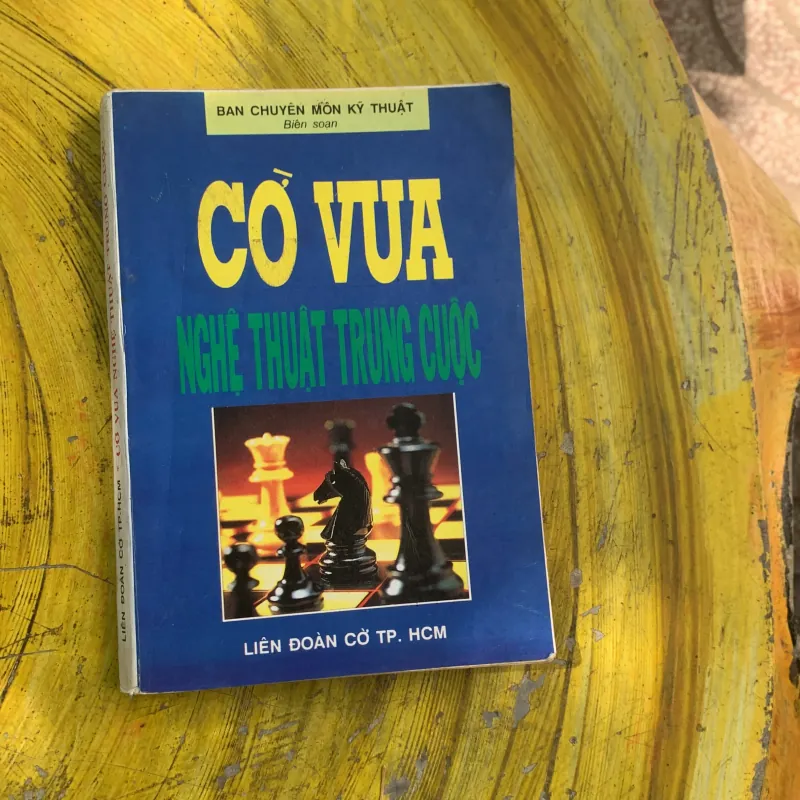 BAN CHUYÊN MÔN KỸ THUẬT
Biên soạn
CỜ VUA
NGHỆ THUẬT TRUNG CUỘC
LIÊN ĐOÀN CỜ TP. HCM
LIÊN ĐOÀN CỜ TP.HCM - CỜ VUA NGHỆ THUẬT TRUNG CUỘC